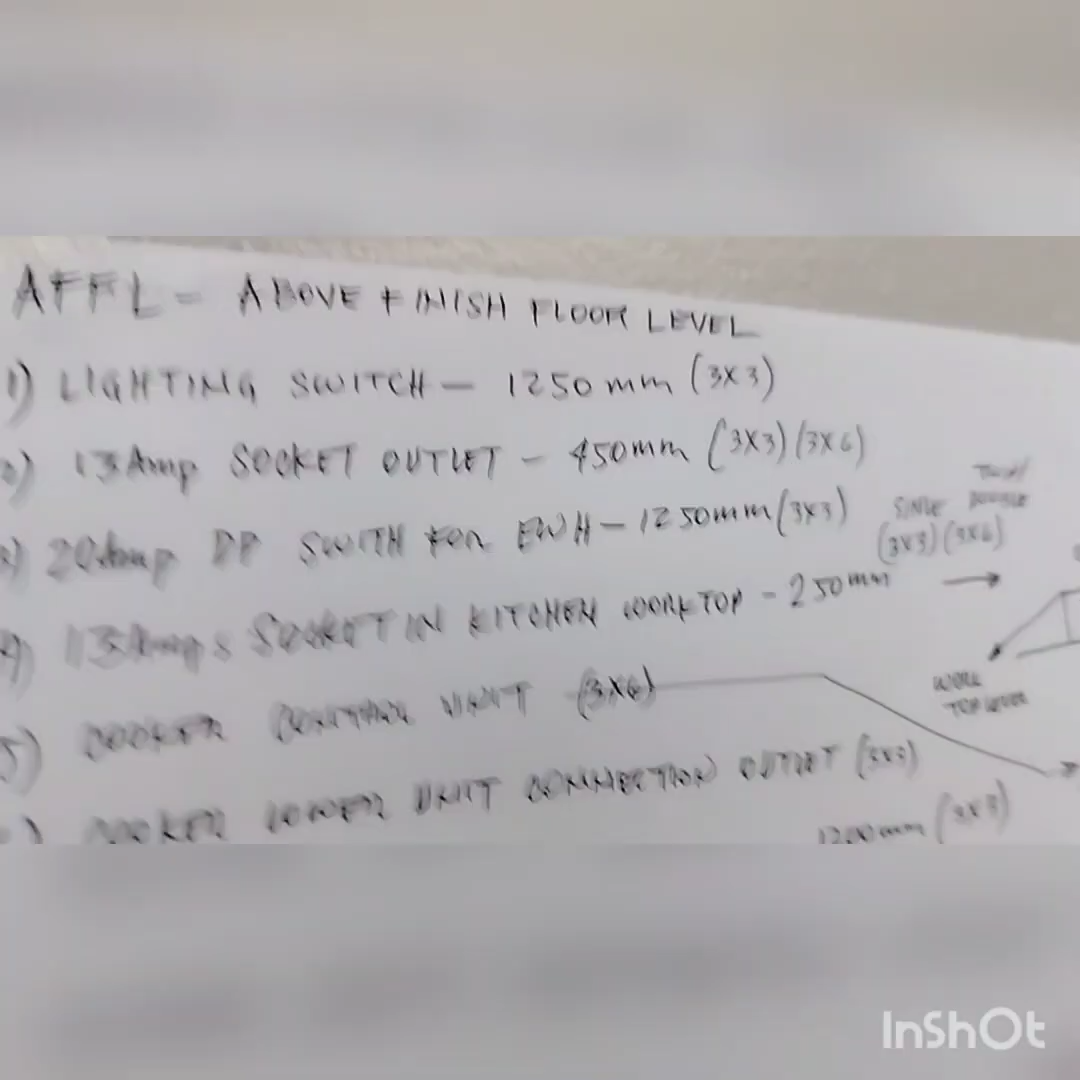 AFFL - ABOVE FINISH FLOOR LEVEL
1) LIGHTING SWITCH - 1250mm (3X3)
2) 13Amp SOCKET OUTLET - 450mm (3X3) (3X6)
3) 20Amp DP SWITH FOR EWH - 1250mm (3X3)
SINGLE
(3X3) (3X6)
4) 13Amps SOCKET IN KITCHEN WORKTOP - 250mm
WORK
TOP LEVEL
5) COOKER CONTROL UNIT (3X6)
COOKER LOWER UNIT CONNECTION OUTLET (3X3)
1200mm (3X3)
InShOt